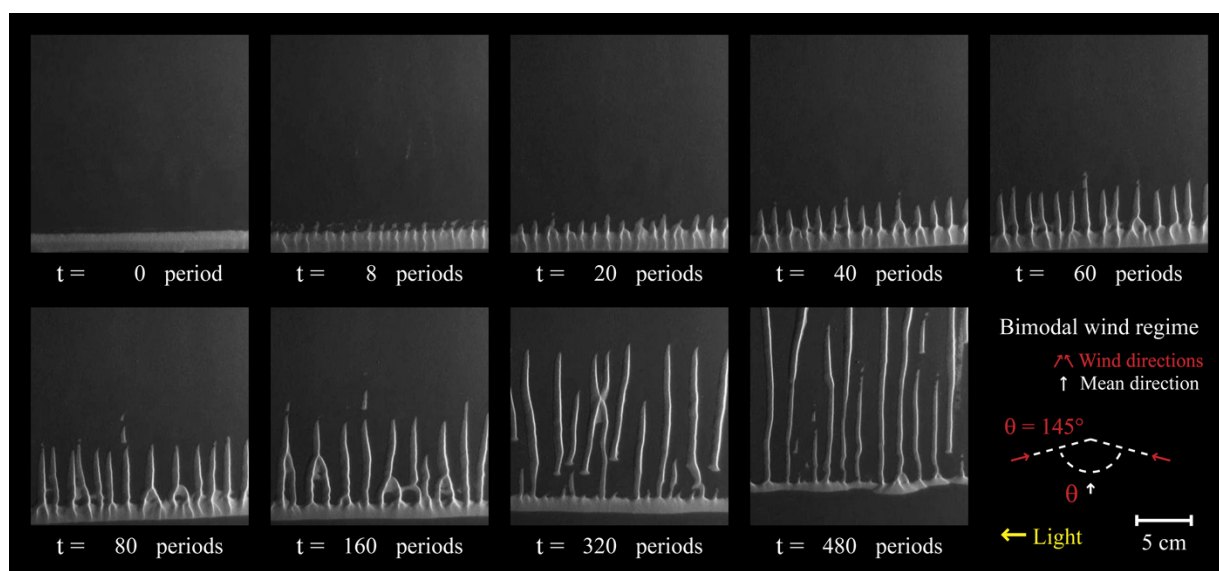 t = 0 period
t = 8 periods
t = 20 periods
t = 40 periods
t = 60 periods
t = 80 periods
t = 160 periods
t = 320 periods
t = 480 periods
Bimodal wind regime
Wind directions
↑ Mean direction
θ = 145°
θ
← Light
5 cm